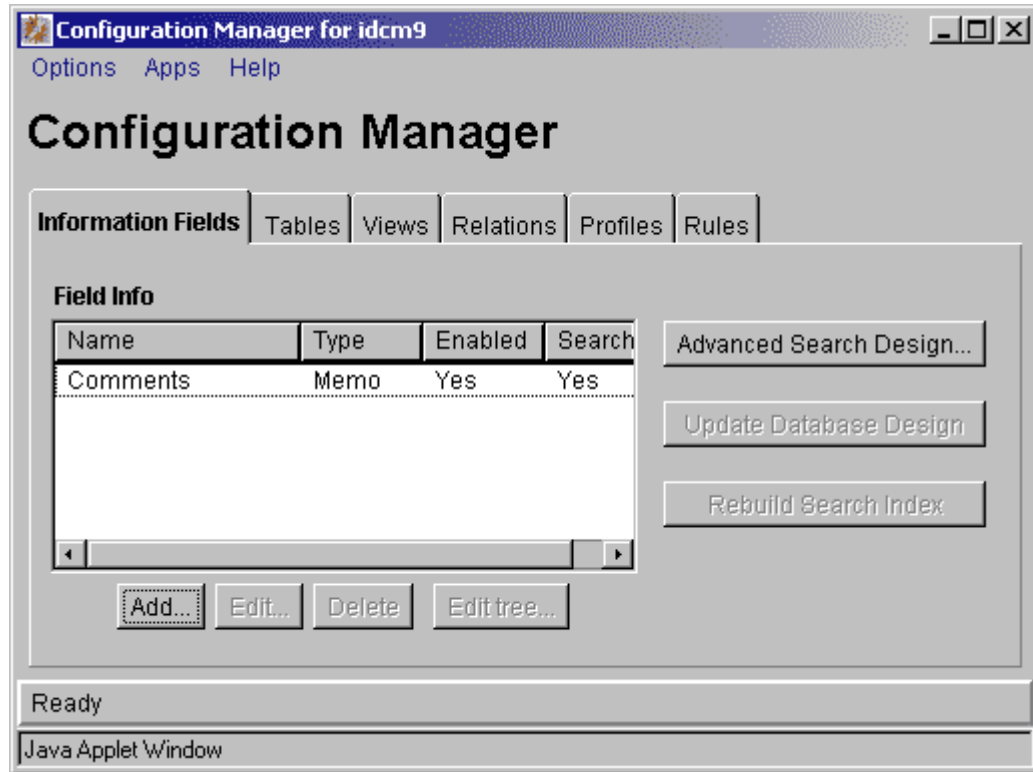 Configuration Manager for idcm9
Options Apps Help
Configuration Manager
Information Fields Tables Views Relations Profiles Rules
Field Info
Name Type Enabled Search
Comments Memo Yes Yes
Advanced Search Design...
Update Database Design
Rebuild Search Index
Add... Edit... Delete Edit tree...
Ready
Java Applet Window